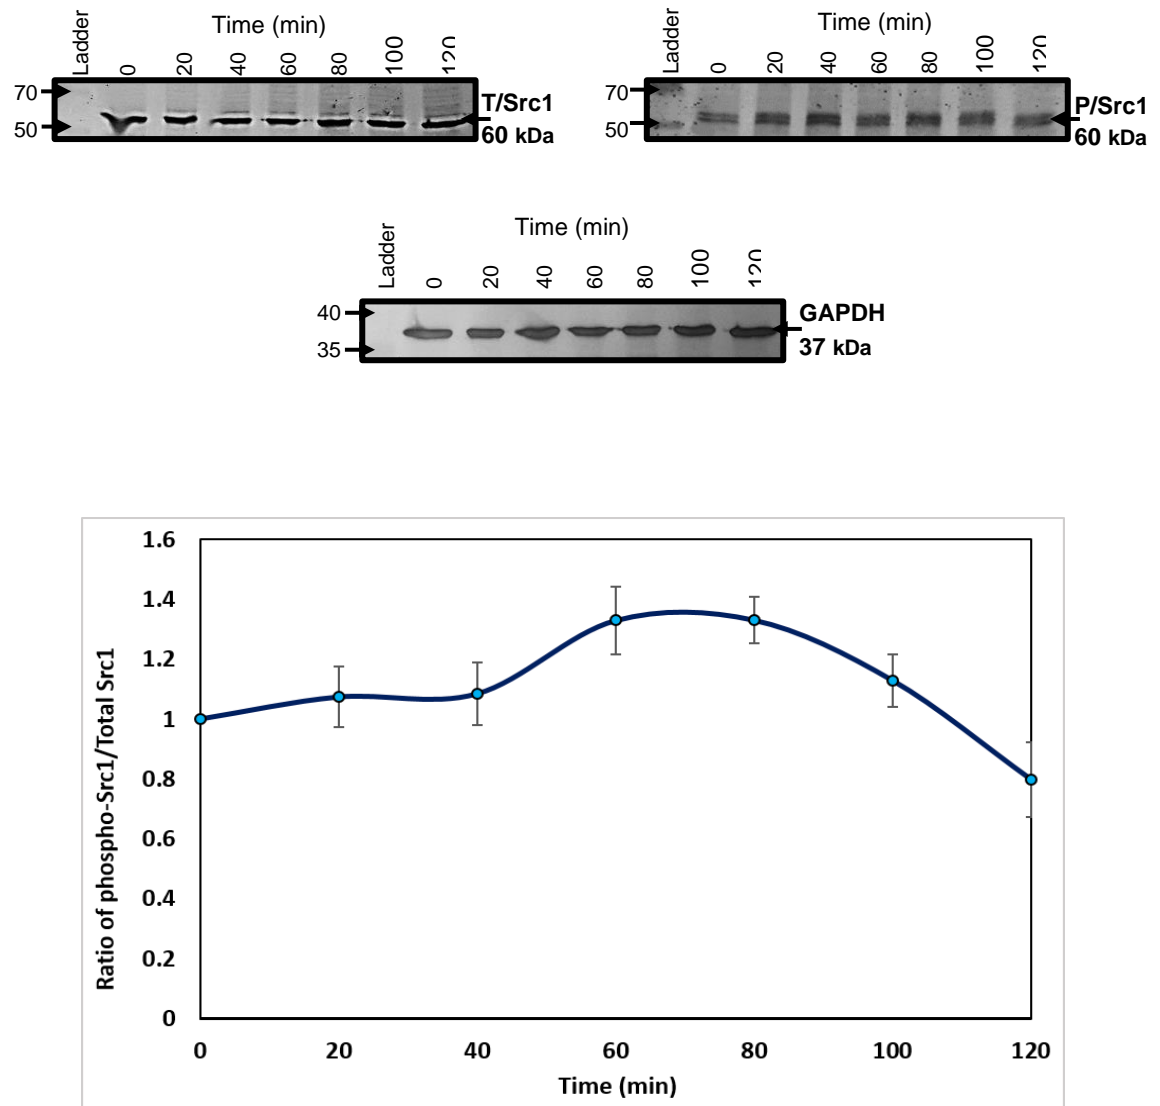 Time (min)
Ladder 0 20 40 60 80 100 120
70
50
T/Src1
60 kDa
Time (min)
Ladder 0 20 40 60 80 100 120
70
50
P/Src1
60 kDa
Time (min)
Ladder 0 20 40 60 80 100 120
40
35
GAPDH
37 kDa
Ratio of phospho-Src1/Total Src1
1.6
1.4
1.2
1
0.8
0.6
0.4
0.2
0
0 20 40 60 80 100 120
Time (min)